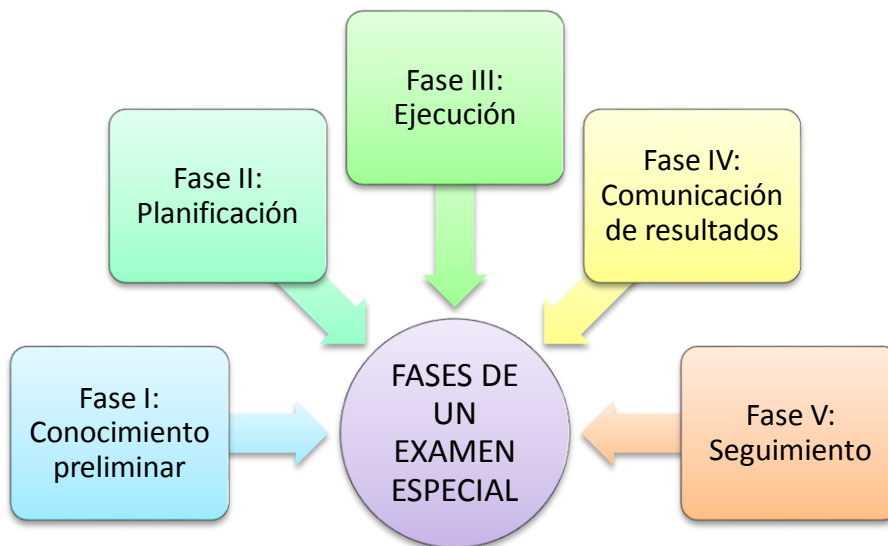 Fase I:
Conocimiento
preliminar
Fase II:
Planificación
Fase III:
Ejecución
Fase IV:
Comunicación
de resultados
Fase V:
Seguimiento
FASES DE
UN
EXAMEN
ESPECIAL